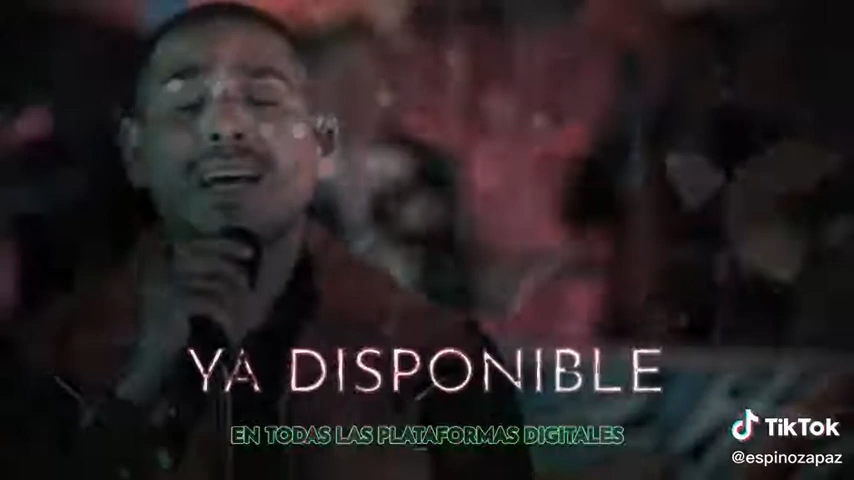 YA DISPONIBLE
EN TODAS LAS PLATAFORMAS DIGITALES
TikTok
@espinozapaz